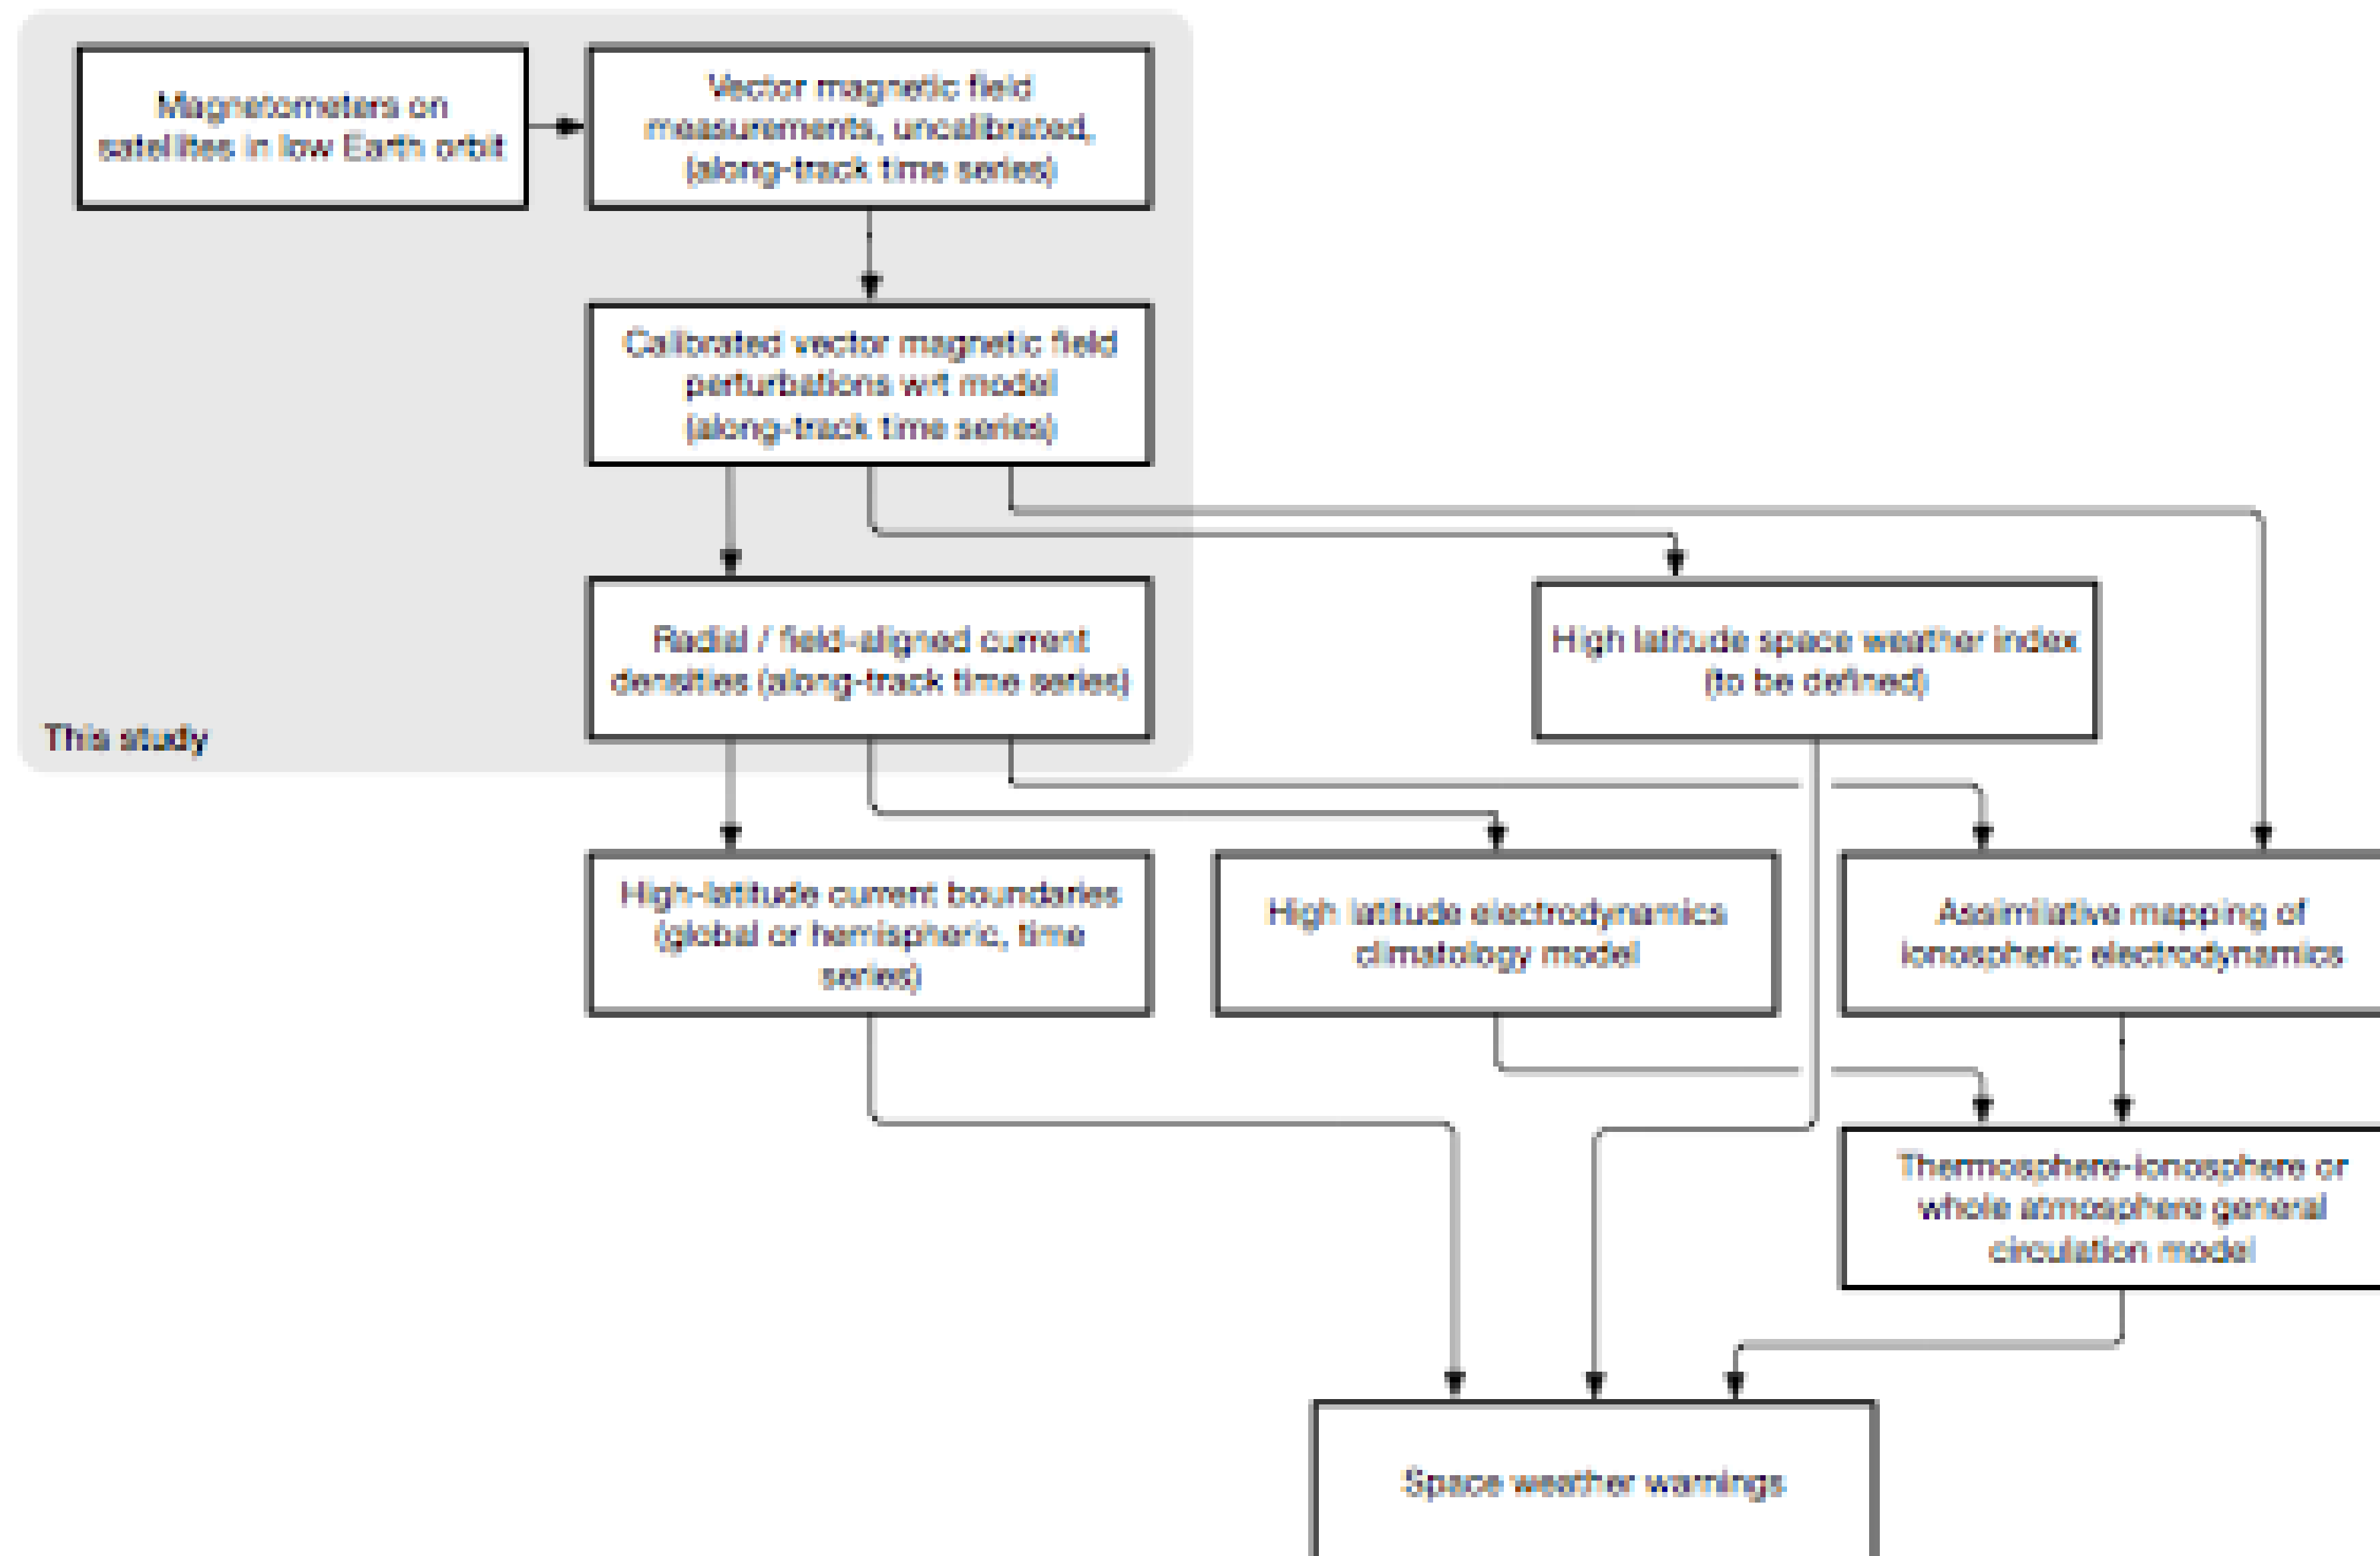 Magnetometers on
satellites in low Earth orbit
Vector magnetic field
measurements, uncalibrated,
(along-track time series)
Calibrated vector magnetic field
perturbations wrt model
(along-track time series)
Radial / field-aligned current
densities (along-track time series)
High latitude space weather index
(to be defined)
This study
High-latitude current boundaries
(global or hemispheric, time
series)
High latitude electrodynamics
climatology model
Assimilative mapping of
ionospheric electrodynamics
Thermosphere-ionosphere or
whole atmosphere general
circulation model
Space weather warnings